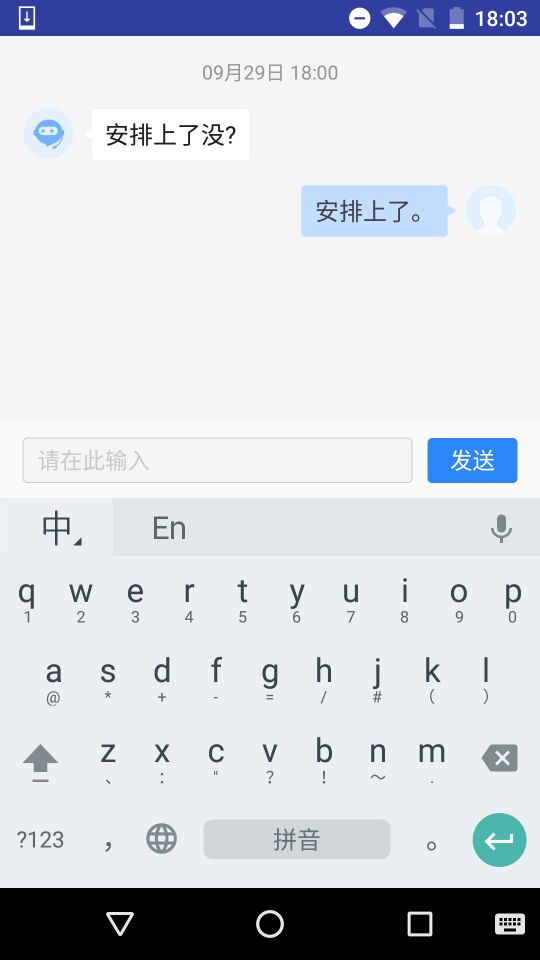 18:03
09月29日 18:00
安排上了没?
安排上了。
请在此输入
发送
中 En
q w e r t y u i o p
1 2 3 4 5 6 7 8 9 0
a s d f g h j k l
@ * + - = / # ( )
z x c v b n m
、 : " ? ! ～ .
?123 , 拼音 。